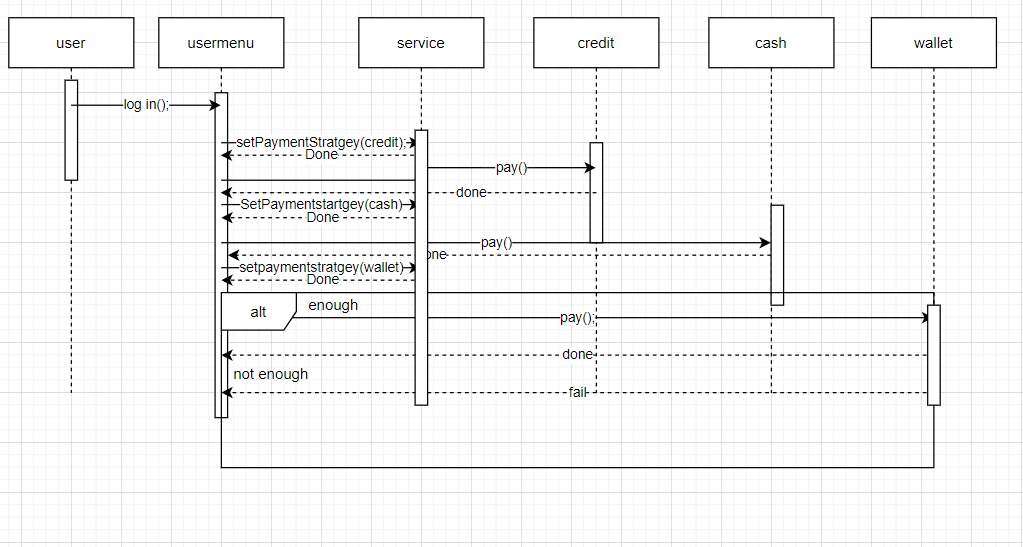 user
usermenu
service
credit
cash
wallet
log in();
setPaymentStratgey(credit);
Done
pay()
done
SetPaymentstartgey(cash)
Done
pay()
one
setpaymentstratgey(wallet)
Done
alt
enough
pay();
done
not enough
fail